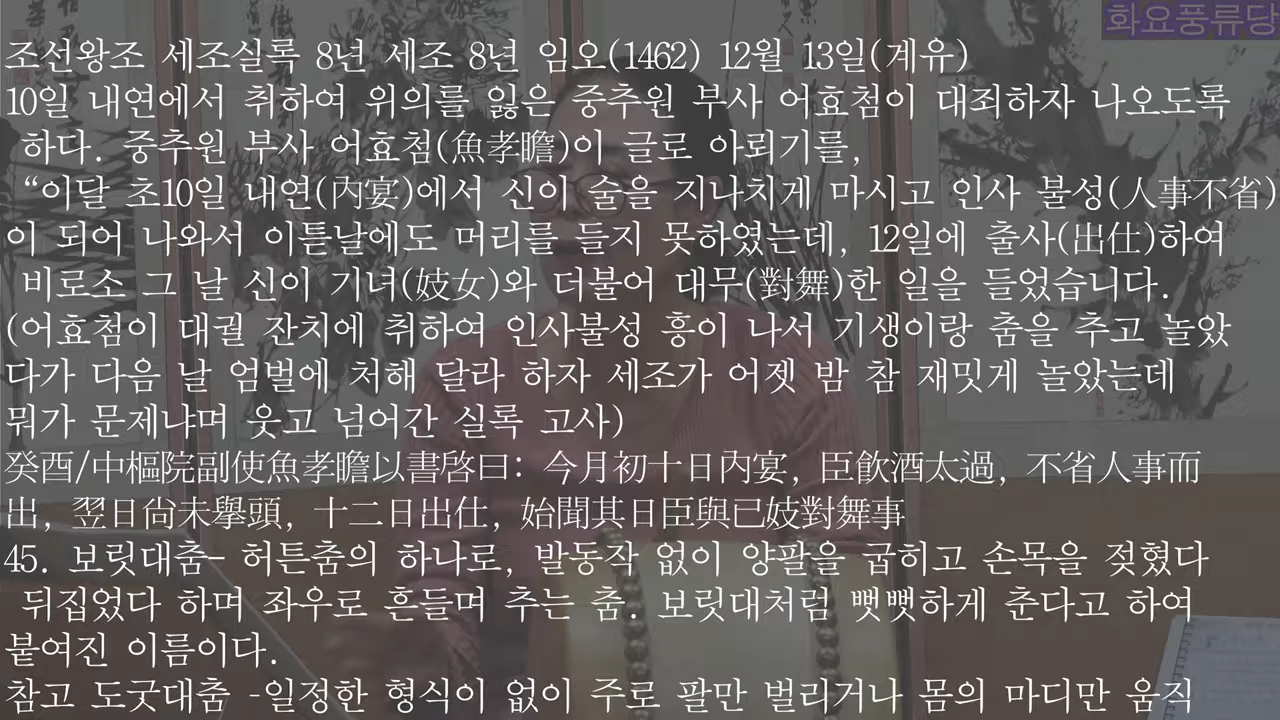 화요풍류당
조선왕조 세조실록 8년 세조 8년 임오(1462) 12월 13일(계유)
10일 내연에서 취하여 위의를 잃은 중추원 부사 어효첨이 대죄하자 나오도록
하다. 중추원 부사 어효첨(魚孝瞻)이 글로 아뢰기를,
“이달 초10일 내연(內宴)에서 신이 술을 지나치게 마시고 인사 불성(人事不省)
이 되어 나와서 이튿날에도 머리를 들지 못하였는데, 12일에 출사(出仕)하여
비로소 그 날 신이 기녀(妓女)와 더불어 대무(對舞)한 일을 들었습니다.
(어효첨이 대궐 잔치에 취하여 인사불성 흥이 나서 기생이랑 춤을 추고 놀았
다가 다음 날 엄벌에 처해 달라 하자 세조가 어젯 밤 참 재밋게 놀았는데
뭐가 문제냐며 웃고 넘어간 실록 고사)
癸酉/中樞院副使魚孝瞻以書啓曰: 今月初十日內宴, 臣飮酒太過, 不省人事而
出, 翌日尙未擧頭, 十二日出仕, 始聞其日臣與已妓對舞事
45. 보릿대춤- 허튼춤의 하나로, 발동작 없이 양팔을 굽히고 손목을 젖혔다
뒤집었다 하며 좌우로 흔들며 추는 춤. 보릿대처럼 뻣뻣하게 춘다고 하여
붙여진 이름이다.
참고 도굿대춤 -일정한 형식이 없이 주로 팔만 벌리거나 몸의 마디만 움직